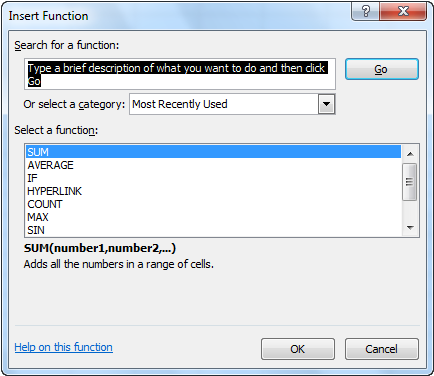 Insert Function
?
Search for a function:
Type a brief description of what you want to do and then click
Go
Go
Or select a category: Most Recently Used
Select a function:
SUM
AVERAGE
IF
HYPERLINK
COUNT
MAX
SIN
SUM(number1,number2,...)
Adds all the numbers in a range of cells.
Help on this function
OK
Cancel